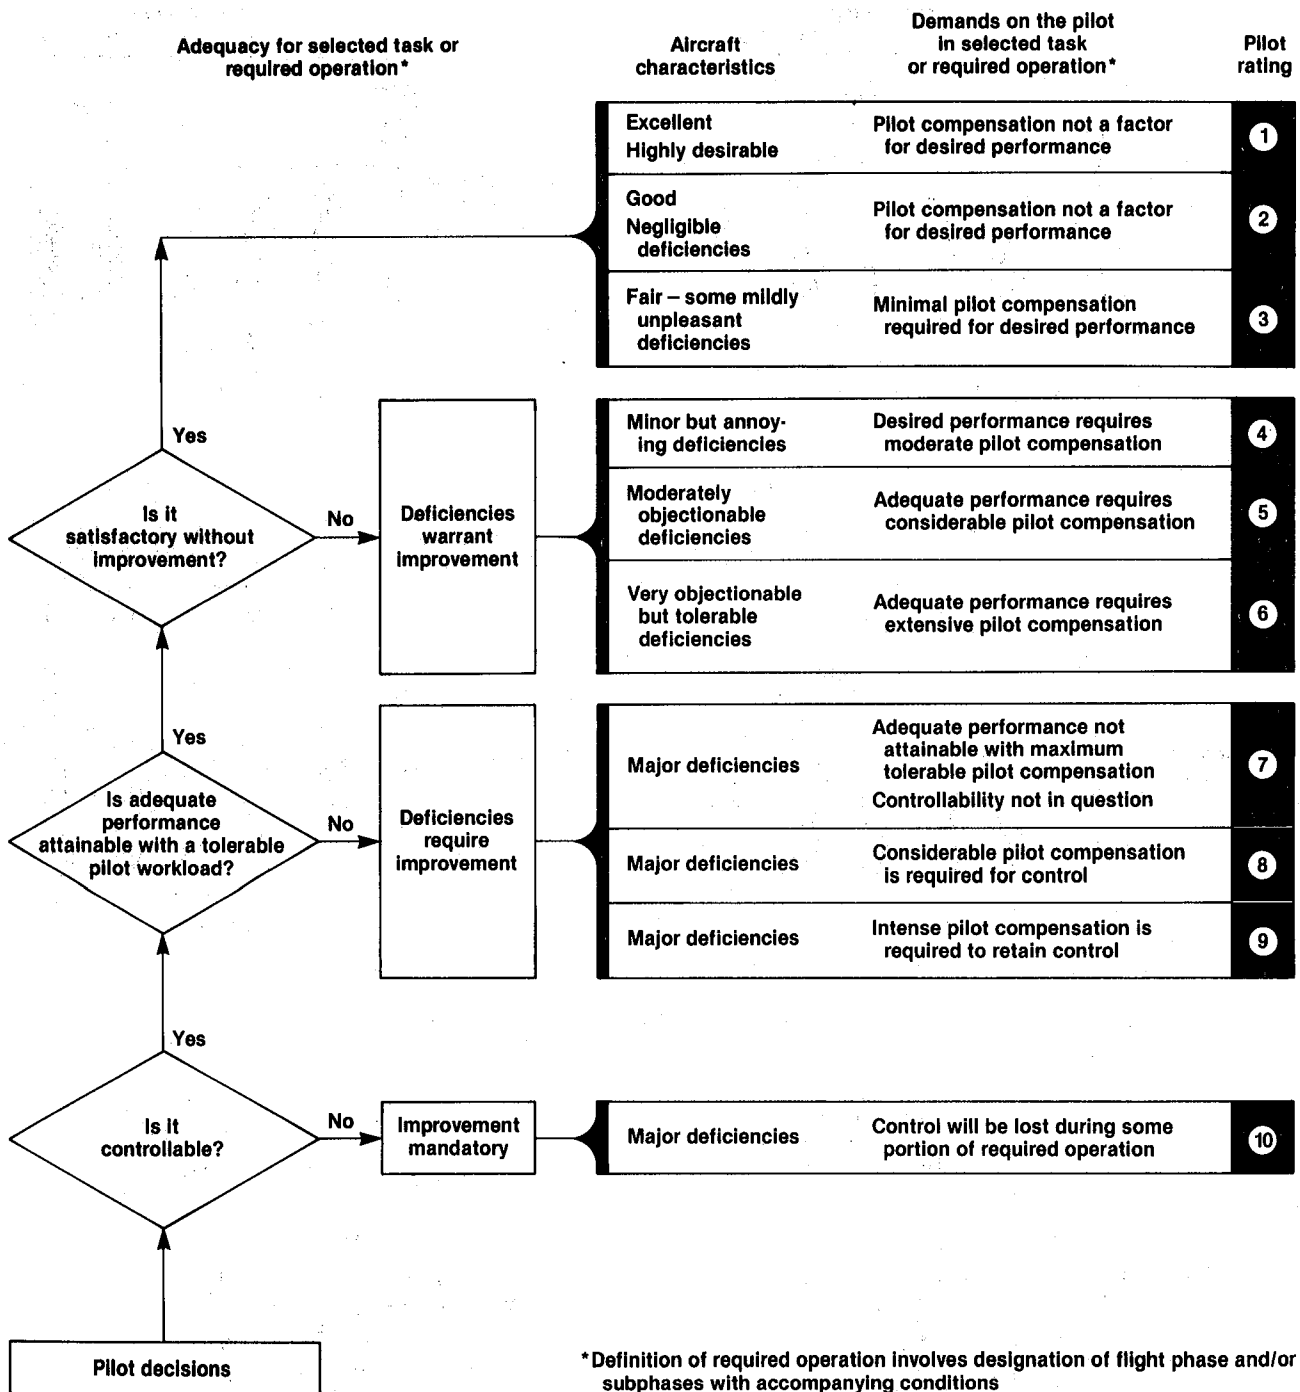 Adequacy for selected task or
required operation*
Aircraft
characteristics
Demands on the pilot
in selected task
or required operation*
Pilot
rating
Excellent
Highly desirable
Pilot compensation not a factor
for desired performance
1
Good
Negligible
deficiencies
Pilot compensation not a factor
for desired performance
2
Fair – some mildly
unpleasant
deficiencies
Minimal pilot compensation
required for desired performance
3
Yes
Is it
satisfactory without
improvement?
No
Deficiencies
warrant
improvement
Minor but annoy-
ing deficiencies
Desired performance requires
moderate pilot compensation
4
Moderately
objectionable
deficiencies
Adequate performance requires
considerable pilot compensation
5
Very objectionable
but tolerable
deficiencies
Adequate performance requires
extensive pilot compensation
6
Yes
Is adequate
performance
attainable with a tolerable
pilot workload?
No
Deficiencies
require
improvement
Major deficiencies
Adequate performance not
attainable with maximum
tolerable pilot compensation
Controllability not in question
7
Major deficiencies
Considerable pilot compensation
is required for control
8
Major deficiencies
Intense pilot compensation is
required to retain control
9
Yes
Is it
controllable?
No
Improvement
mandatory
Major deficiencies
Control will be lost during some
portion of required operation
10
Pilot decisions
*Definition of required operation involves designation of flight phase and/or
subphases with accompanying conditions